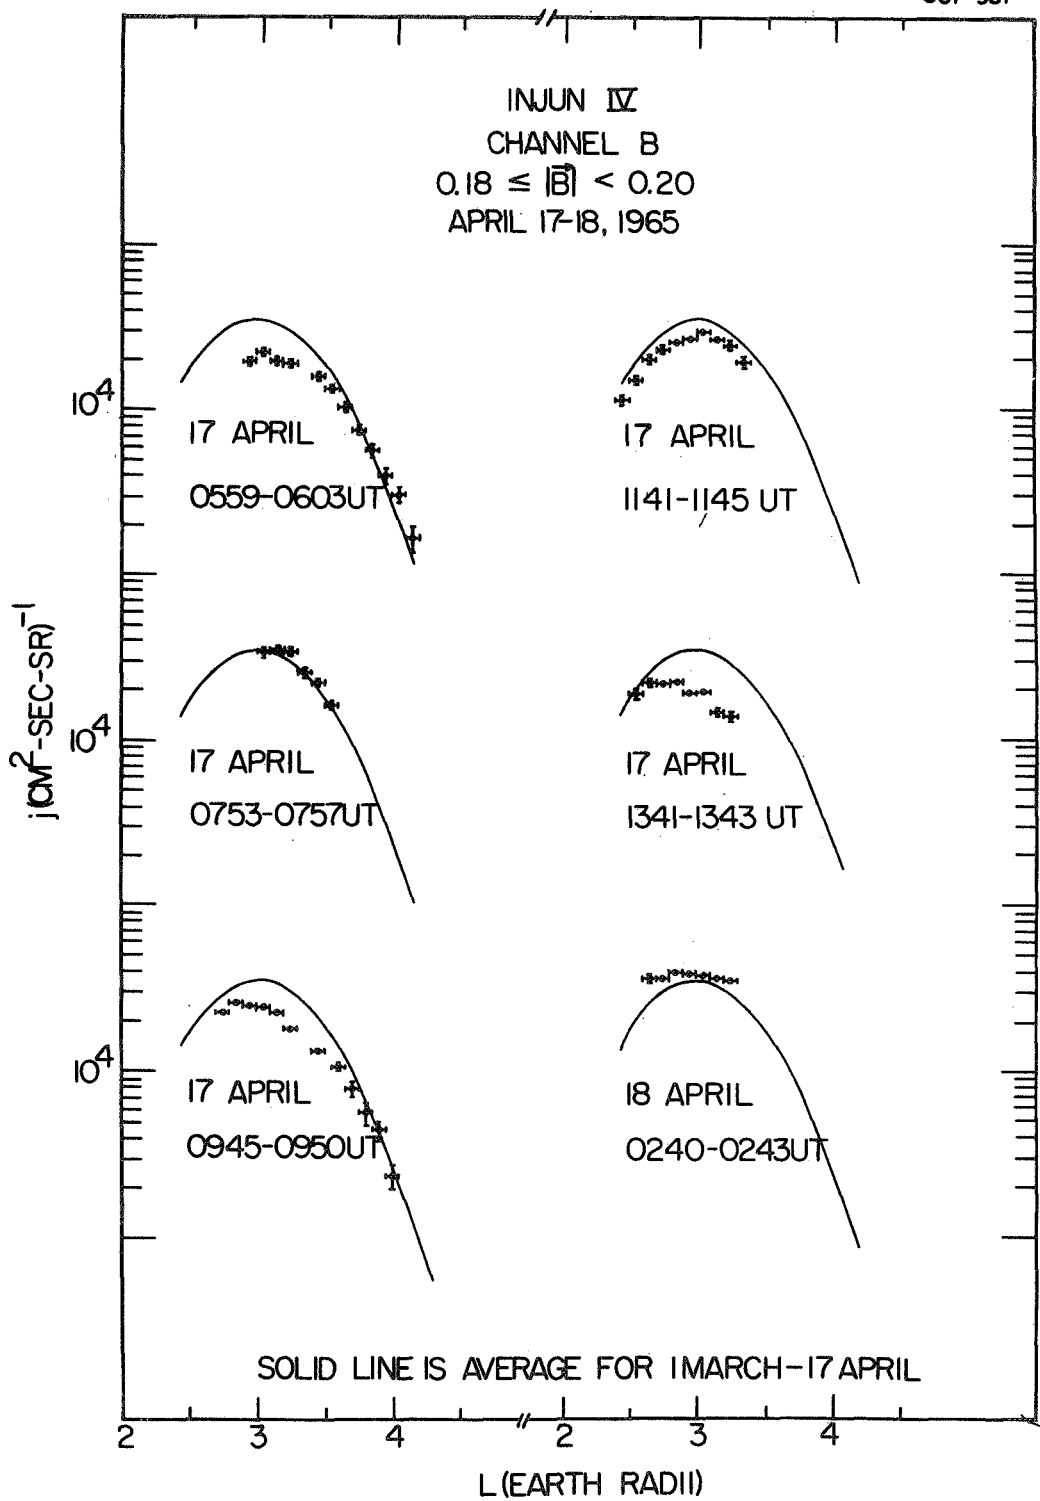 INJUN IV
CHANNEL B
0.18 ≤ |B⃗| < 0.20
APRIL 17-18, 1965
10⁴
17 APRIL
0559-0603UT
17 APRIL
1141-1145 UT
j(CM²-SEC-SR)⁻¹
10⁴
17 APRIL
0753-0757UT
17 APRIL
1341-1343 UT
10⁴
17 APRIL
0945-0950UT
18 APRIL
0240-0243UT
SOLID LINE IS AVERAGE FOR 1 MARCH-17 APRIL
2 3 4 2 3 4
L (EARTH RADII)